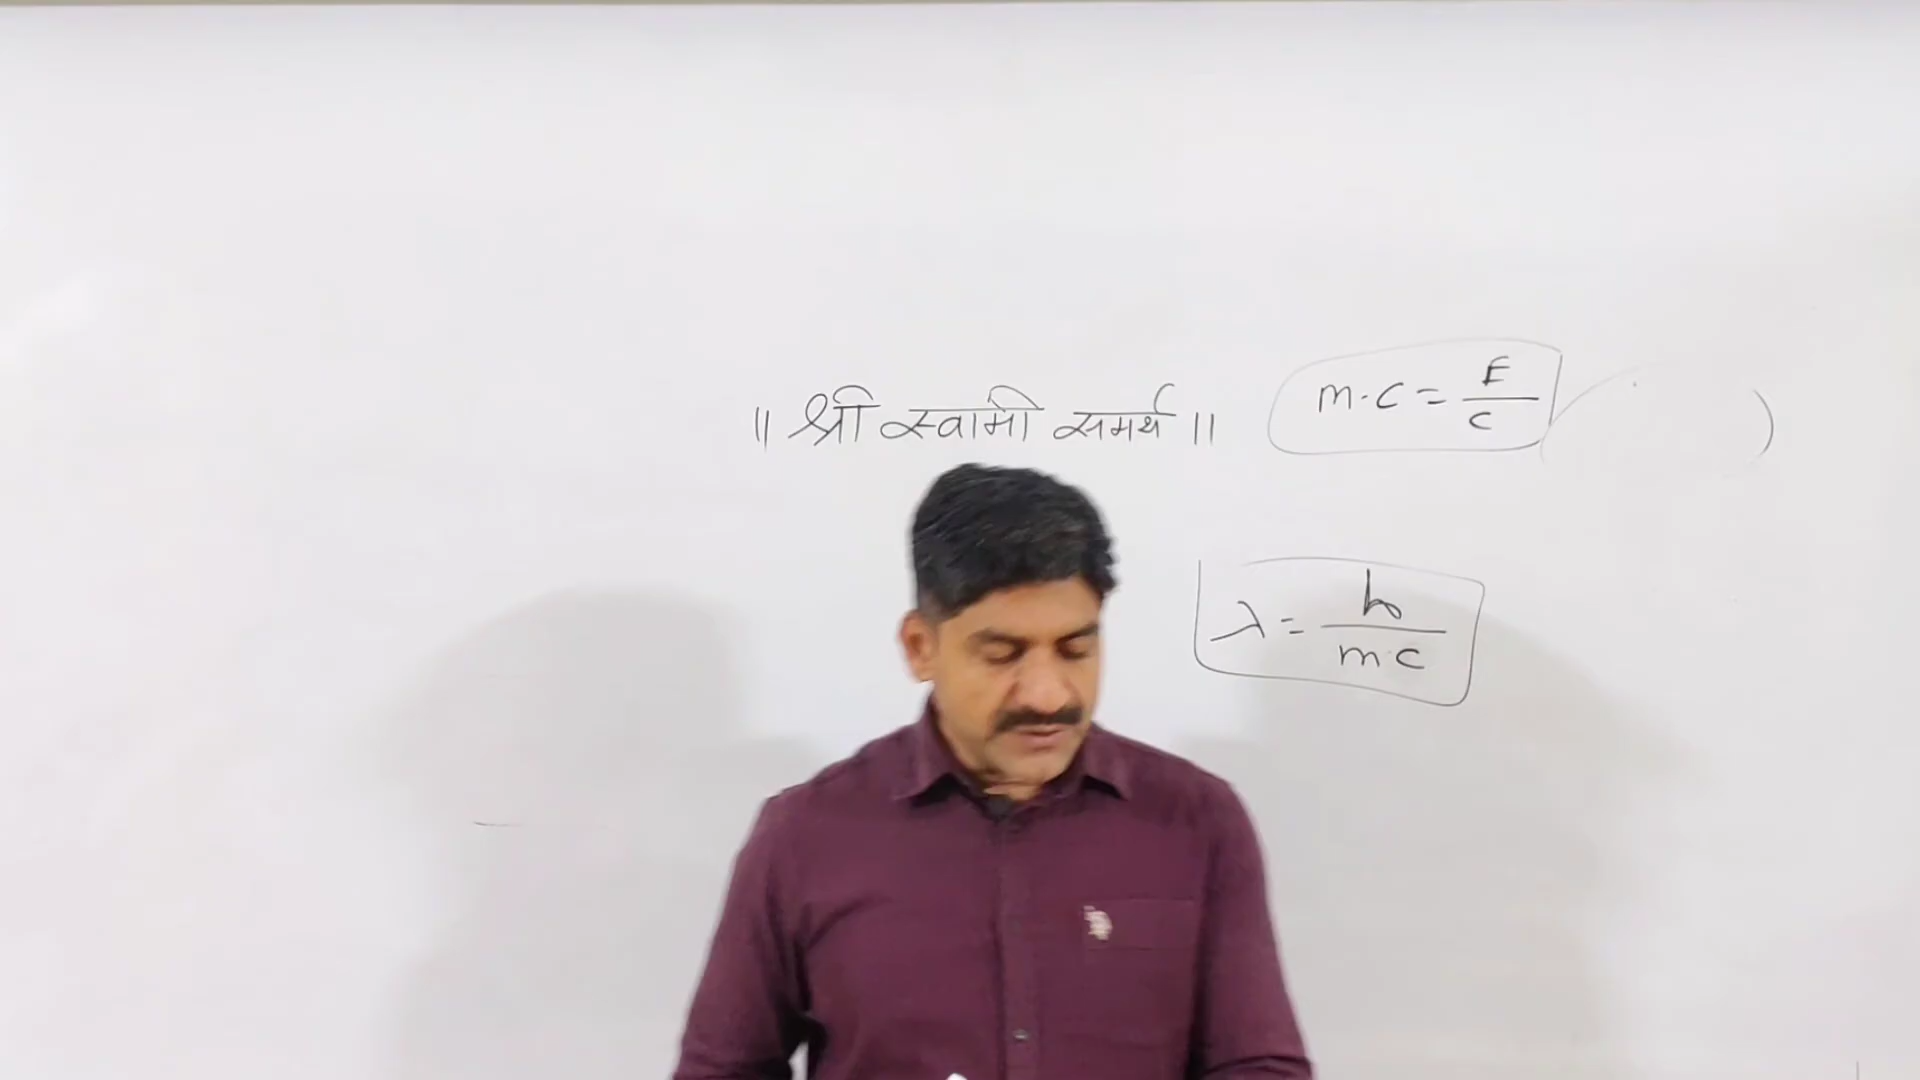 ॥ श्री स्वामी समर्थ ॥
m·c = E/c
λ = h/m·c